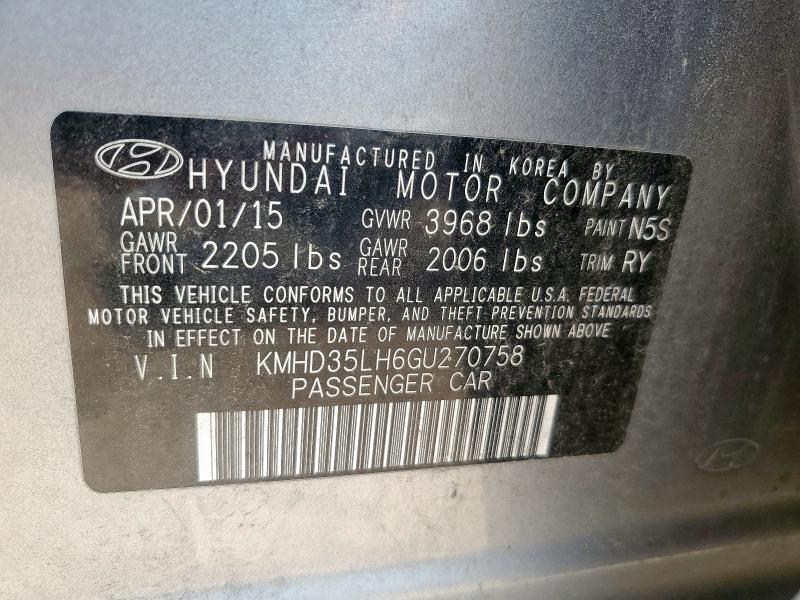 MANUFACTURED IN KOREA BY
HYUNDAI MOTOR COMPANY
APR/01/15 GVWR 3968 lbs PAINT N5S
GAWR FRONT 2205 lbs GAWR REAR 2006 lbs TRIM RY
THIS VEHICLE CONFORMS TO ALL APPLICABLE U.S.A. FEDERAL
MOTOR VEHICLE SAFETY, BUMPER, AND THEFT PREVENTION STANDARDS
IN EFFECT ON THE DATE OF MANUFACTURE SHOWN ABOVE
V.I.N KMHD35LH6GU270758
PASSENGER CAR